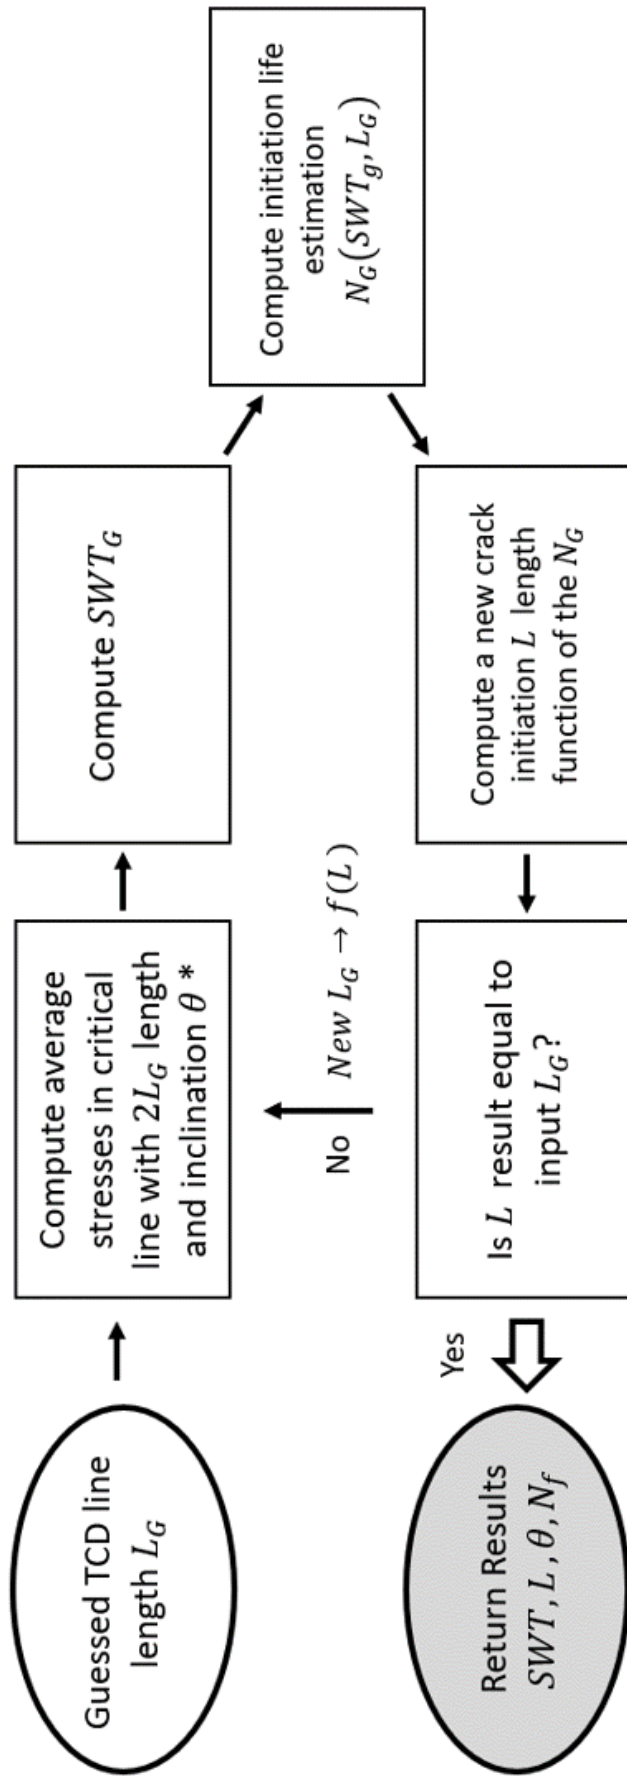 Guessed TCD line
length L_G
Compute average
stresses in critical
line with 2L_G length
and inclination θ *
Compute SWT_G
Compute initiation life
estimation
N_G(SWT_g, L_G)
Compute a new crack
initiation L length
function of the N_G
Is L result equal to
input L_G?
No
New L_G → f(L)
Yes
Return Results
SWT, L, θ, N_f